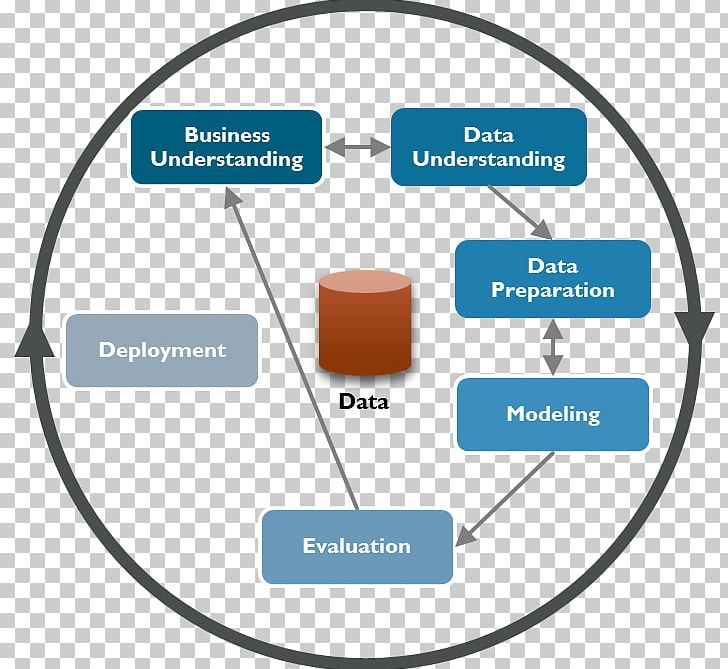 Business
Understanding
Data
Understanding
Data
Preparation
Deployment
Data
Modeling
Evaluation